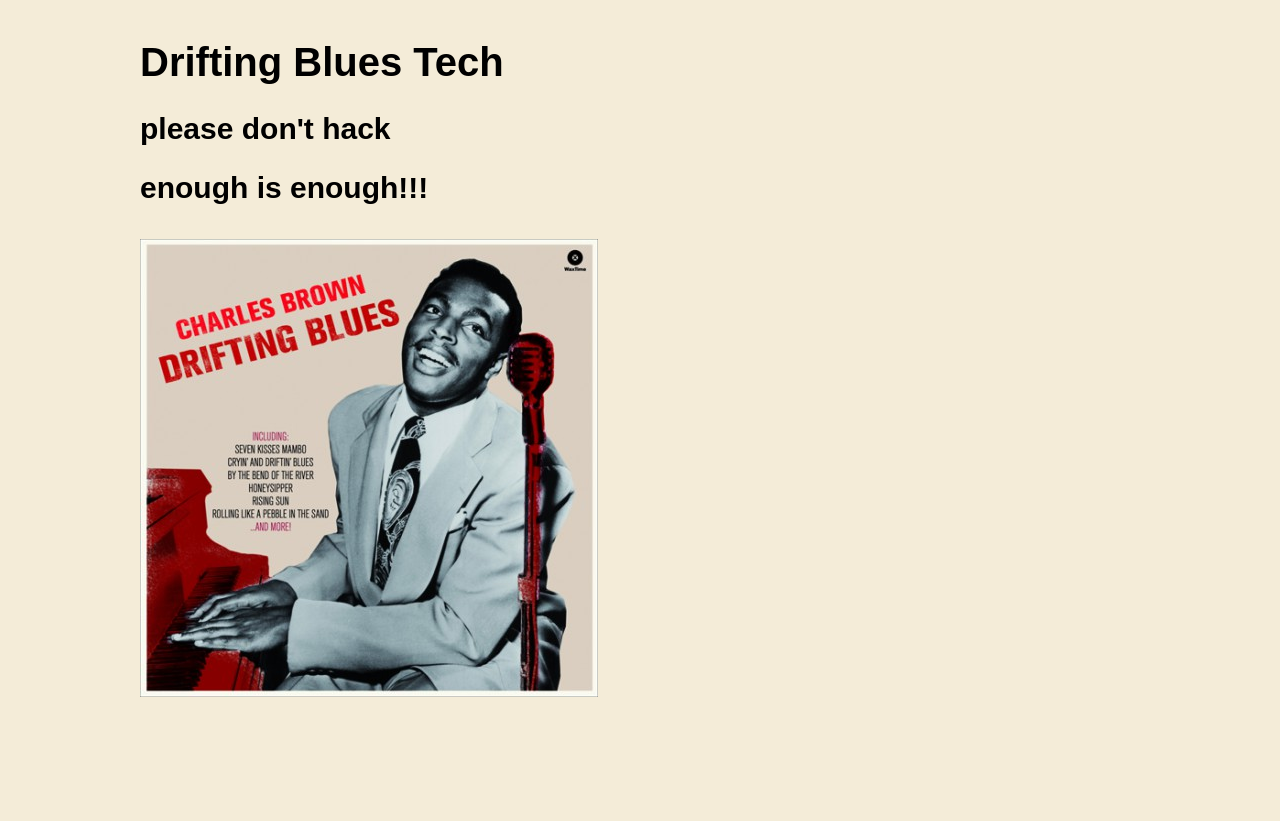 Drifting Blues Tech
please don't hack
enough is enough!!!
WaxTime
CHARLES BROWN
DRIFTING BLUES
INCLUDING:
SEVEN KISSES MAMBO
CRYIN' AND DRIFTIN' BLUES
BY THE BEND OF THE RIVER
HONEYSIPPER
RISING SUN
ROLLING LIKE A PEBBLE IN THE SAND
...AND MORE!